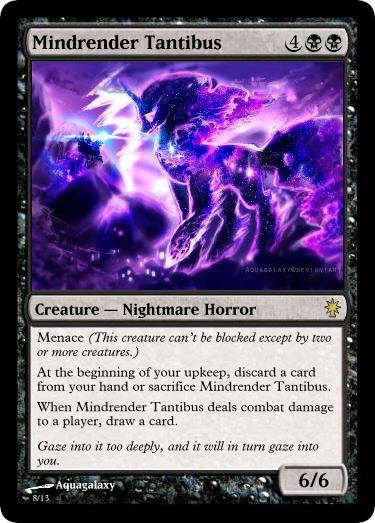 Mindrender Tantibus 4
AQUAGALAXY@DEVIANTART
Creature — Nightmare Horror
Menace (This creature can't be blocked except by two
or more creatures.)
At the beginning of your upkeep, discard a card
from your hand or sacrifice Mindrender Tantibus.
When Mindrender Tantibus deals combat damage
to a player, draw a card.
Gaze into it too deeply, and it will in turn gaze into
you.
6/6
Aquagalaxy
8/13